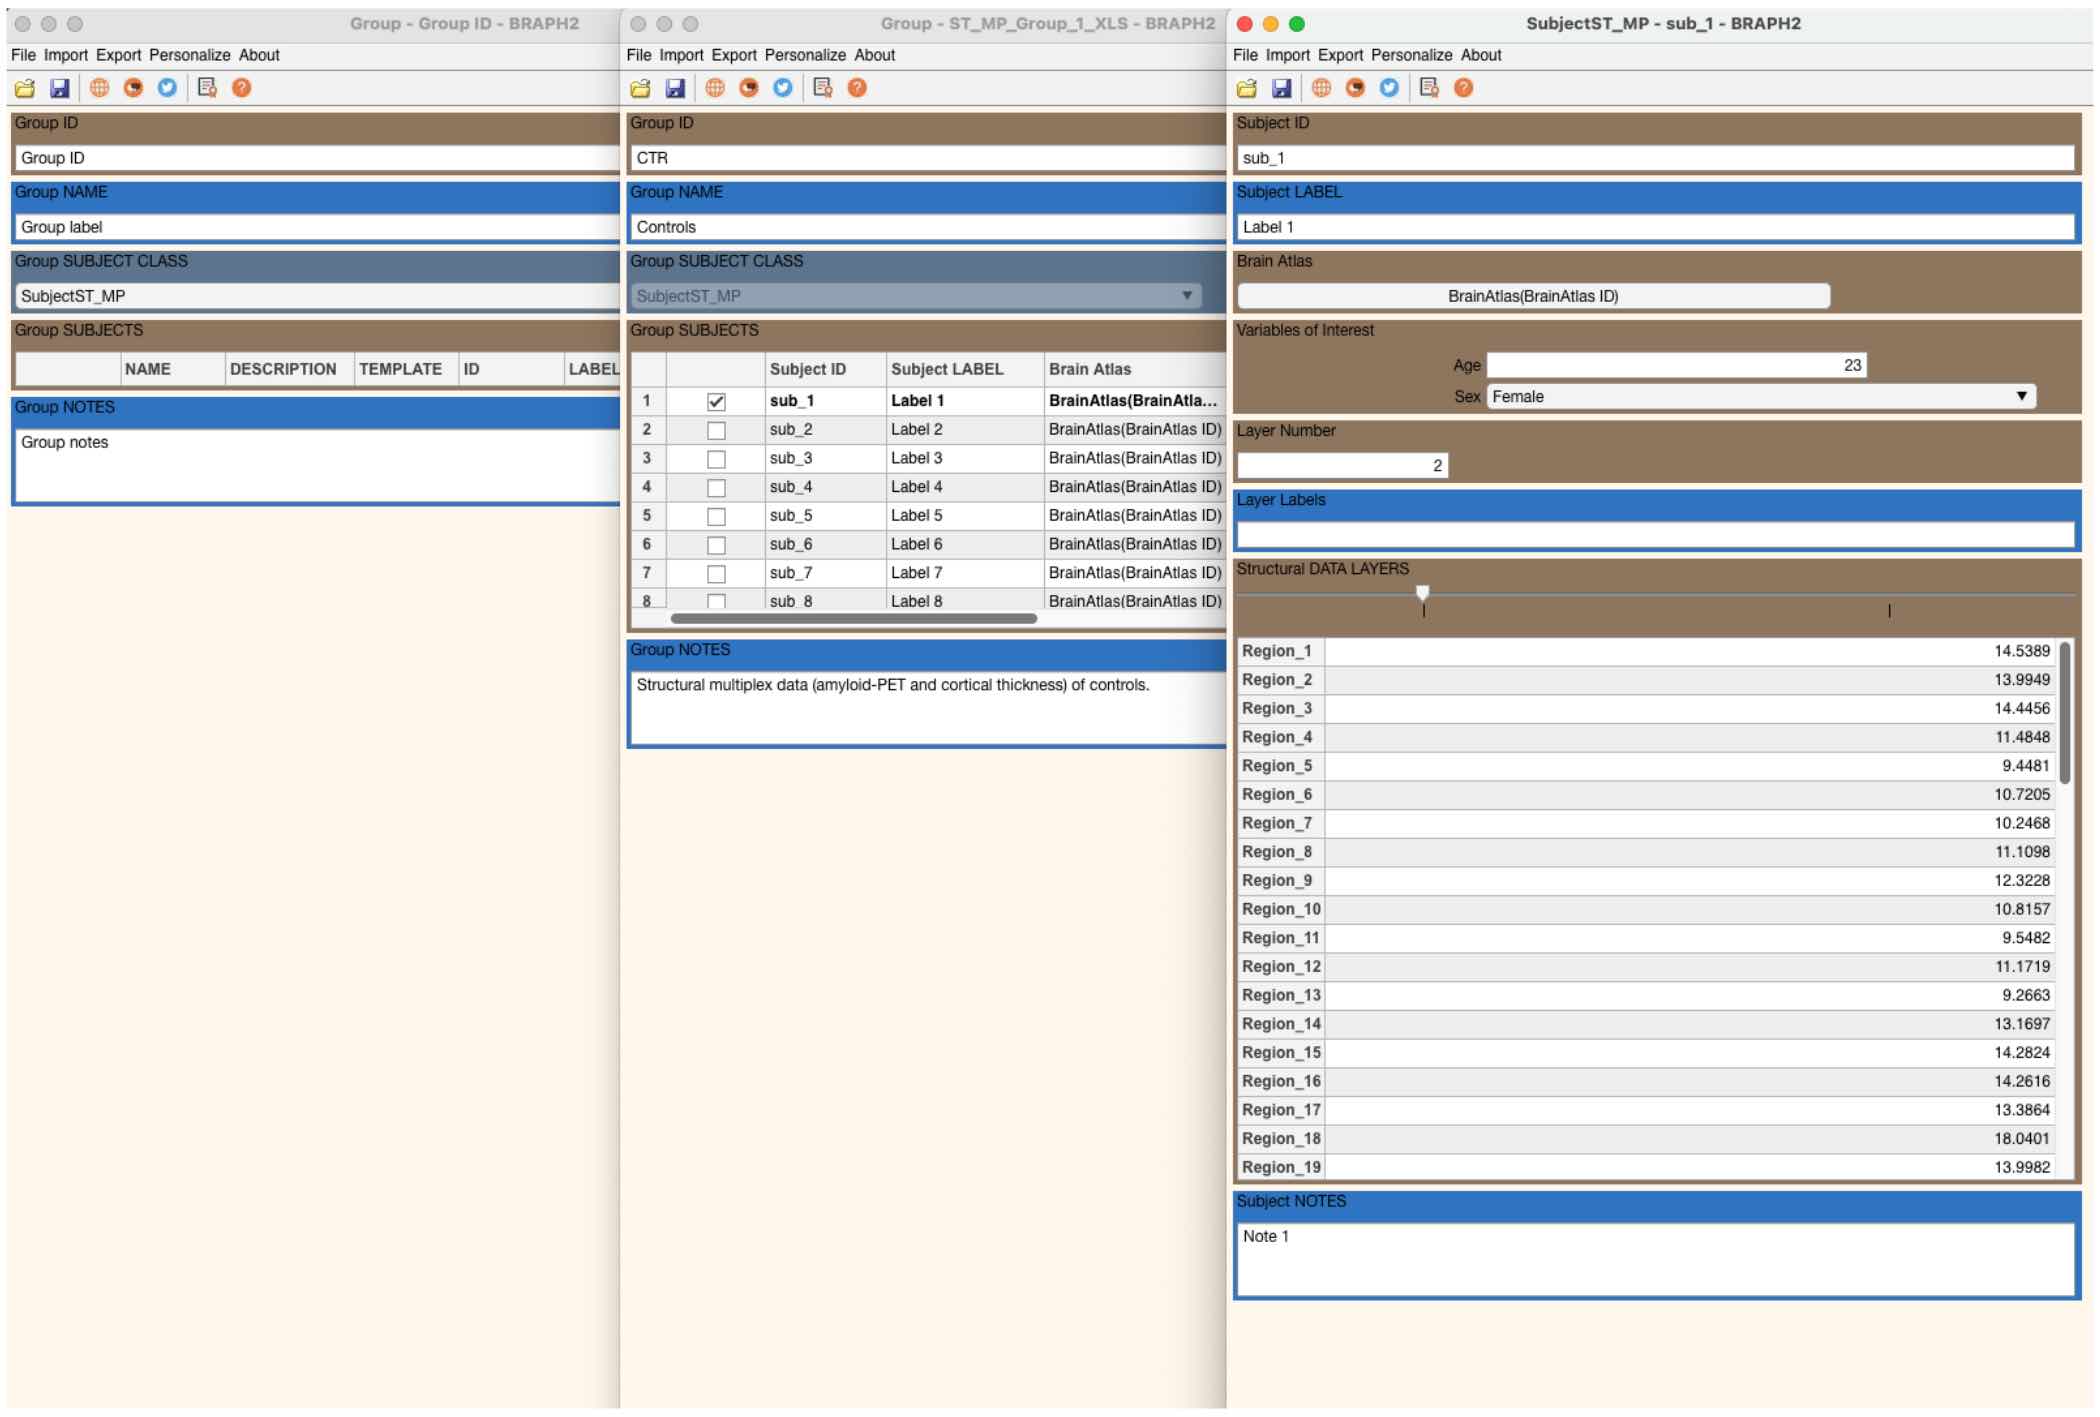 Group - Group ID - BRAPH2
File Import Export Personalize About
Group ID
Group ID
Group NAME
Group label
Group SUBJECT CLASS
SubjectST_MP
Group SUBJECTS
NAME DESCRIPTION TEMPLATE ID LABEL
Group NOTES
Group notes
Group - ST_MP_Group_1_XLS - BRAPH2
File Import Export Personalize About
Group ID
CTR
Group NAME
Controls
Group SUBJECT CLASS
SubjectST_MP
Group SUBJECTS
Subject ID Subject LABEL Brain Atlas
1 sub_1 Label 1 BrainAtlas(BrainAtla...
2 sub_2 Label 2 BrainAtlas(BrainAtlas ID)
3 sub_3 Label 3 BrainAtlas(BrainAtlas ID)
4 sub_4 Label 4 BrainAtlas(BrainAtlas ID)
5 sub_5 Label 5 BrainAtlas(BrainAtlas ID)
6 sub_6 Label 6 BrainAtlas(BrainAtlas ID)
7 sub_7 Label 7 BrainAtlas(BrainAtlas ID)
8 sub_8 Label 8 BrainAtlas(BrainAtlas ID)
Group NOTES
Structural multiplex data (amyloid-PET and cortical thickness) of controls.
SubjectST_MP - sub_1 - BRAPH2
File Import Export Personalize About
Subject ID
sub_1
Subject LABEL
Label 1
Brain Atlas
BrainAtlas(BrainAtlas ID)
Variables of Interest
Age 23
Sex Female
Layer Number
2
Layer Labels
Structural DATA LAYERS
Region_1 14.5389
Region_2 13.9949
Region_3 14.4456
Region_4 11.4848
Region_5 9.4481
Region_6 10.7205
Region_7 10.2468
Region_8 11.1098
Region_9 12.3228
Region_10 10.8157
Region_11 9.5482
Region_12 11.1719
Region_13 9.2663
Region_14 13.1697
Region_15 14.2824
Region_16 14.2616
Region_17 13.3864
Region_18 18.0401
Region_19 13.9982
Subject NOTES
Note 1